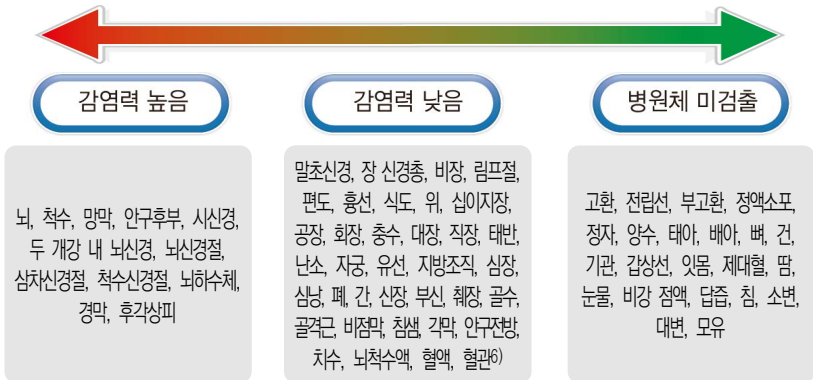 감염력 높음
감염력 낮음
병원체 미검출
뇌, 척수, 망막, 안구후부, 시신경,
두 개강 내 뇌신경, 뇌신경절,
삼차신경절, 척수신경절, 뇌하수체,
경막, 후각상피
말초신경, 장 신경총, 비장, 림프절,
편도, 흉선, 식도, 위, 십이지장,
공장, 회장, 충수, 대장, 직장, 태반,
난소, 자궁, 유선, 지방조직, 심장,
심낭, 폐, 간, 신장, 부신, 췌장, 골수,
골격근, 비점막, 침샘, 각막, 안구전방,
치수, 뇌척수액, 혈액, 혈관6)
고환, 전립선, 부고환, 정액소포,
정자, 양수, 태아, 배아, 뼈, 건,
기관, 갑상선, 잇몸, 제대혈, 땀,
눈물, 비강 점액, 답즙, 침, 소변,
대변, 모유